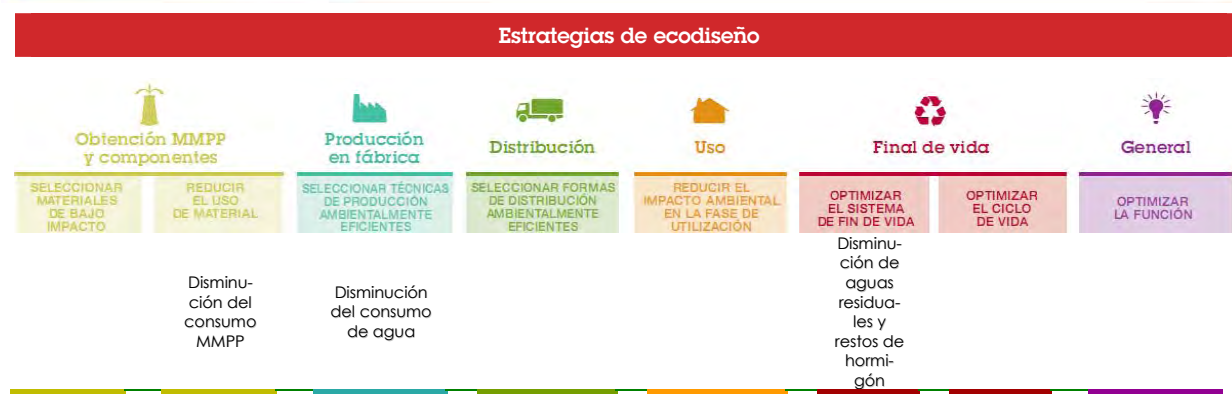 Estrategias de ecodiseño
Obtención MMPP
y componentes
Producción
en fábrica
Distribución
Uso
Final de vida
General
SELECCIONAR
MATERIALES
DE BAJO
IMPACTO
REDUCIR
EL USO
DE MATERIAL
SELECCIONAR TÉCNICAS
DE PRODUCCIÓN
AMBIENTALMENTE
EFICIENTES
SELECCIONAR FORMAS
DE DISTRIBUCIÓN
AMBIENTALMENTE
EFICIENTES
REDUCIR EL
IMPACTO AMBIENTAL
EN LA FASE DE
UTILIZACIÓN
OPTIMIZAR
EL SISTEMA
DE FIN DE VIDA
OPTIMIZAR
EL CICLO
DE VIDA
OPTIMIZAR
LA FUNCIÓN
Disminu-
ción del
consumo
MMPP
Disminución
del consumo
de agua
Disminu-
ción de
aguas
residua-
les y
restos de
hormi-
gón